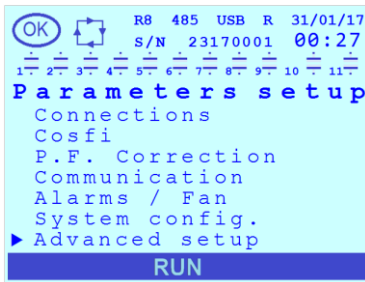 OK R8 485 USB R 31/01/17
S/N 23170001 00:27
1 2 3 4 5 6 7 8 9 10 11
Parameters setup
Connections
Cosfi
P.F. Correction
Communication
Alarms / Fan
System config.
▶ Advanced setup
RUN